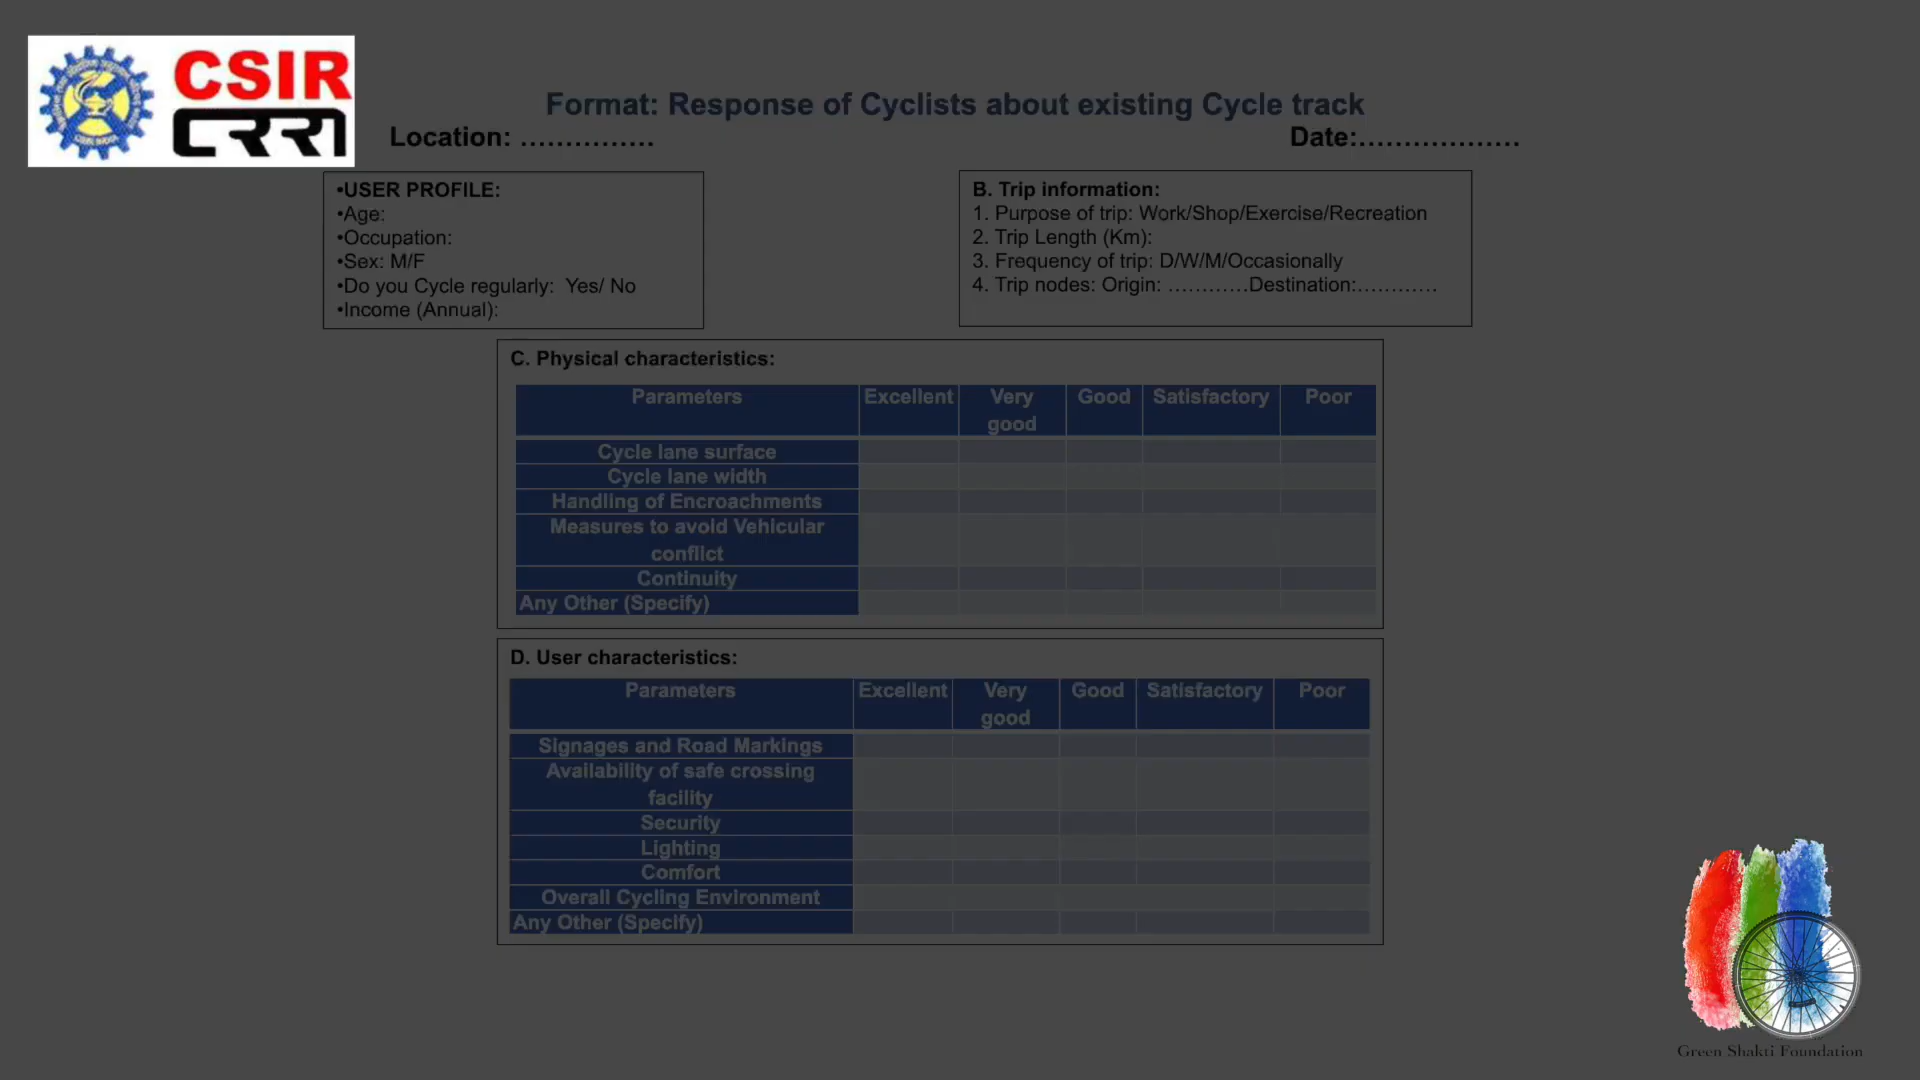 CSIR
CRRI
Format: Response of Cyclists about existing Cycle track
Location: ...............
Date:..................
•USER PROFILE:
•Age:
•Occupation:
•Sex: M/F
•Do you Cycle regularly: Yes/ No
•Income (Annual):
B. Trip information:
1. Purpose of trip: Work/Shop/Exercise/Recreation
2. Trip Length (Km):
3. Frequency of trip: D/W/M/Occasionally
4. Trip nodes: Origin: ............Destination:............
C. Physical characteristics:
Parameters Excellent Very good Good Satisfactory Poor
Cycle lane surface
Cycle lane width
Handling of Encroachments
Measures to avoid Vehicular
conflict
Continuity
Any Other (Specify)
D. User characteristics:
Parameters Excellent Very good Good Satisfactory Poor
Signages and Road Markings
Availability of safe crossing
facility
Security
Lighting
Comfort
Overall Cycling Environment
Any Other (Specify)
Green Shakti Foundation